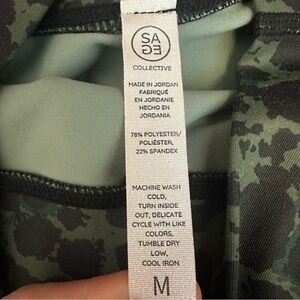 SA
GE
COLLECTIVE
MADE IN JORDAN
FABRIQUÉ
EN JORDANIE
HECHO EN
JORDANIA
78% POLYESTER/
POLIÉSTER,
22% SPANDEX
MACHINE WASH
COLD,
TURN INSIDE
OUT, DELICATE
CYCLE WITH LIKE
COLORS,
TUMBLE DRY
LOW,
COOL IRON
M